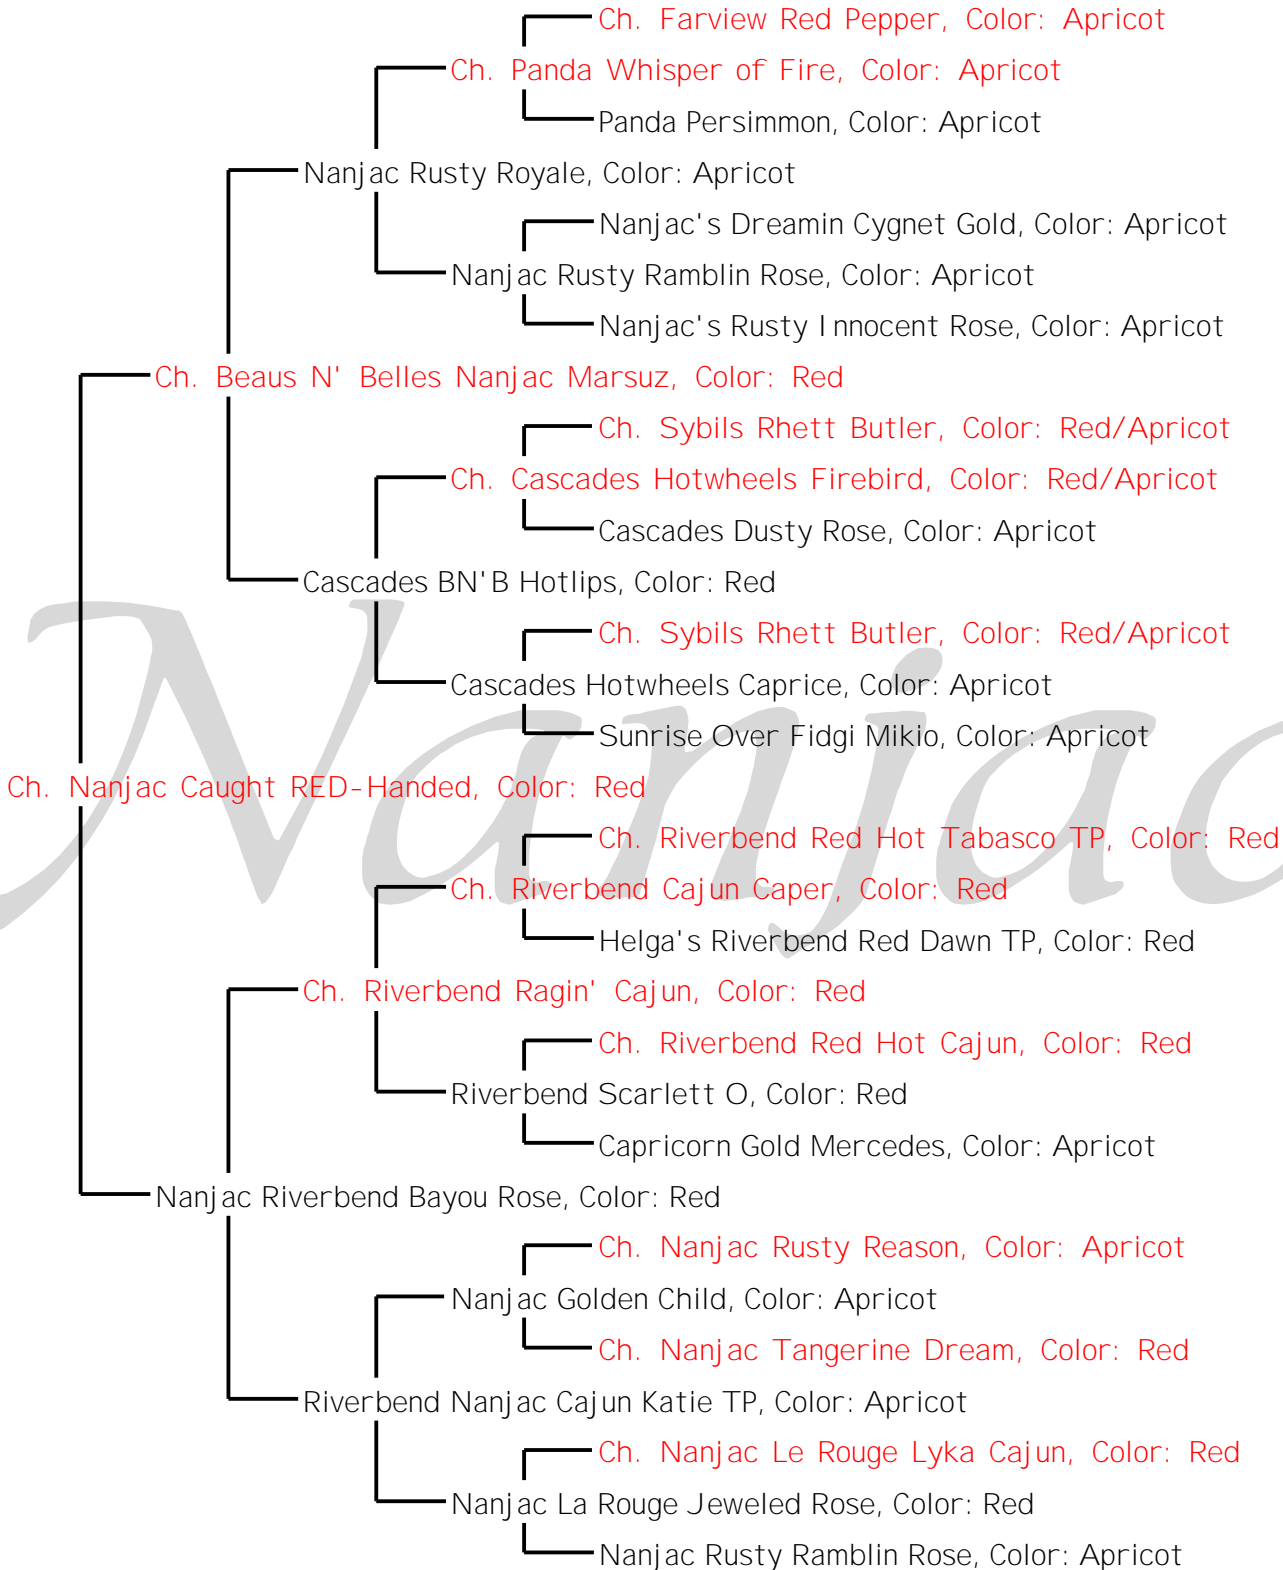 Ch. Farview Red Pepper, Color: Apricot
Ch. Panda Whisper of Fire, Color: Apricot
Panda Persimmon, Color: Apricot
Nanjac Rusty Royale, Color: Apricot
Nanjac's Dreamin Cygnet Gold, Color: Apricot
Nanjac Rusty Ramblin Rose, Color: Apricot
Nanjac's Rusty Innocent Rose, Color: Apricot
Ch. Beaus N' Belles Nanjac Marsuz, Color: Red
Ch. Sybils Rhett Butler, Color: Red/Apricot
Ch. Cascades Hotwheels Firebird, Color: Red/Apricot
Cascades Dusty Rose, Color: Apricot
Cascades BN'B Hotlips, Color: Red
Ch. Sybils Rhett Butler, Color: Red/Apricot
Cascades Hotwheels Caprice, Color: Apricot
Sunrise Over Fidgi Mikio, Color: Apricot
Nanjac
Ch. Nanjac Caught RED-Handed, Color: Red
Ch. Riverbend Red Hot Tabasco TP, Color: Red
Ch. Riverbend Cajun Caper, Color: Red
Helga's Riverbend Red Dawn TP, Color: Red
Ch. Riverbend Ragin' Cajun, Color: Red
Ch. Riverbend Red Hot Cajun, Color: Red
Riverbend Scarlett O, Color: Red
Capricorn Gold Mercedes, Color: Apricot
Nanjac Riverbend Bayou Rose, Color: Red
Ch. Nanjac Rusty Reason, Color: Apricot
Nanjac Golden Child, Color: Apricot
Ch. Nanjac Tangerine Dream, Color: Red
Riverbend Nanjac Cajun Katie TP, Color: Apricot
Ch. Nanjac Le Rouge Lyka Cajun, Color: Red
Nanjac La Rouge Jeweled Rose, Color: Red
Nanjac Rusty Ramblin Rose, Color: Apricot